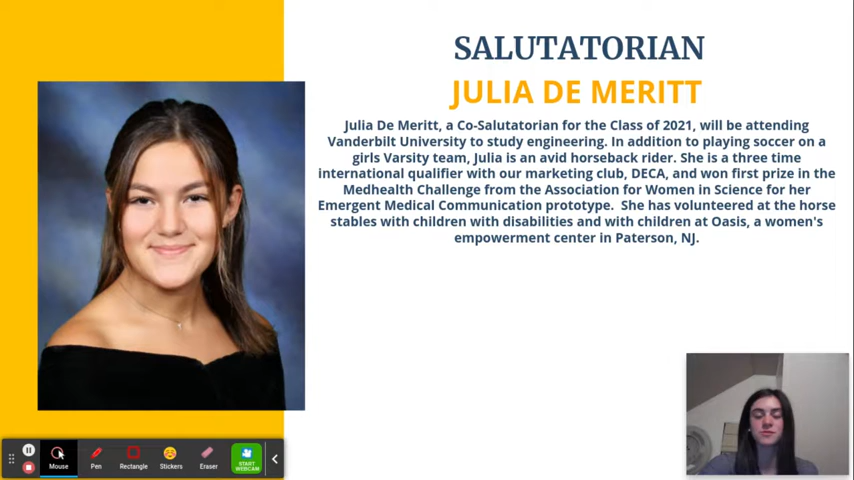 SALUTATORIAN
JULIA DE MERITT
Julia De Meritt, a Co-Salutatorian for the Class of 2021, will be attending
Vanderbilt University to study engineering. In addition to playing soccer on a
girls Varsity team, Julia is an avid horseback rider. She is a three time
international qualifier with our marketing club, DECA, and won first prize in the
Medhealth Challenge from the Association for Women in Science for her
Emergent Medical Communication prototype.  She has volunteered at the horse
stables with children with disabilities and with children at Oasis, a women's
empowerment center in Paterson, NJ.
Mouse
Pen
Rectangle
Stickers
Eraser
START
WEBCAM